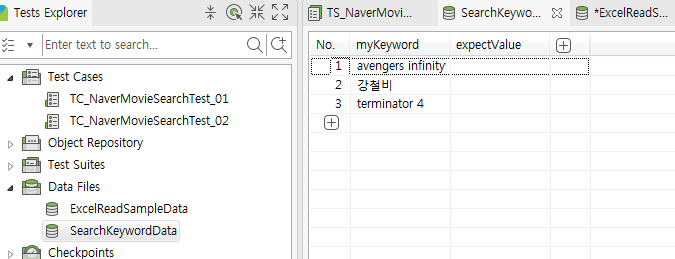 Tests Explorer
Enter text to search...
Test Cases
TC_NaverMovieSearchTest_01
TC_NaverMovieSearchTest_02
Object Repository
Test Suites
Data Files
ExcelReadSampleData
SearchKeywordData
Checkpoints
TS_NaverMovi...
SearchKeywo...
*ExcelReadS...
No. myKeyword expectValue
1 avengers infinity
2 강철비
3 terminator 4